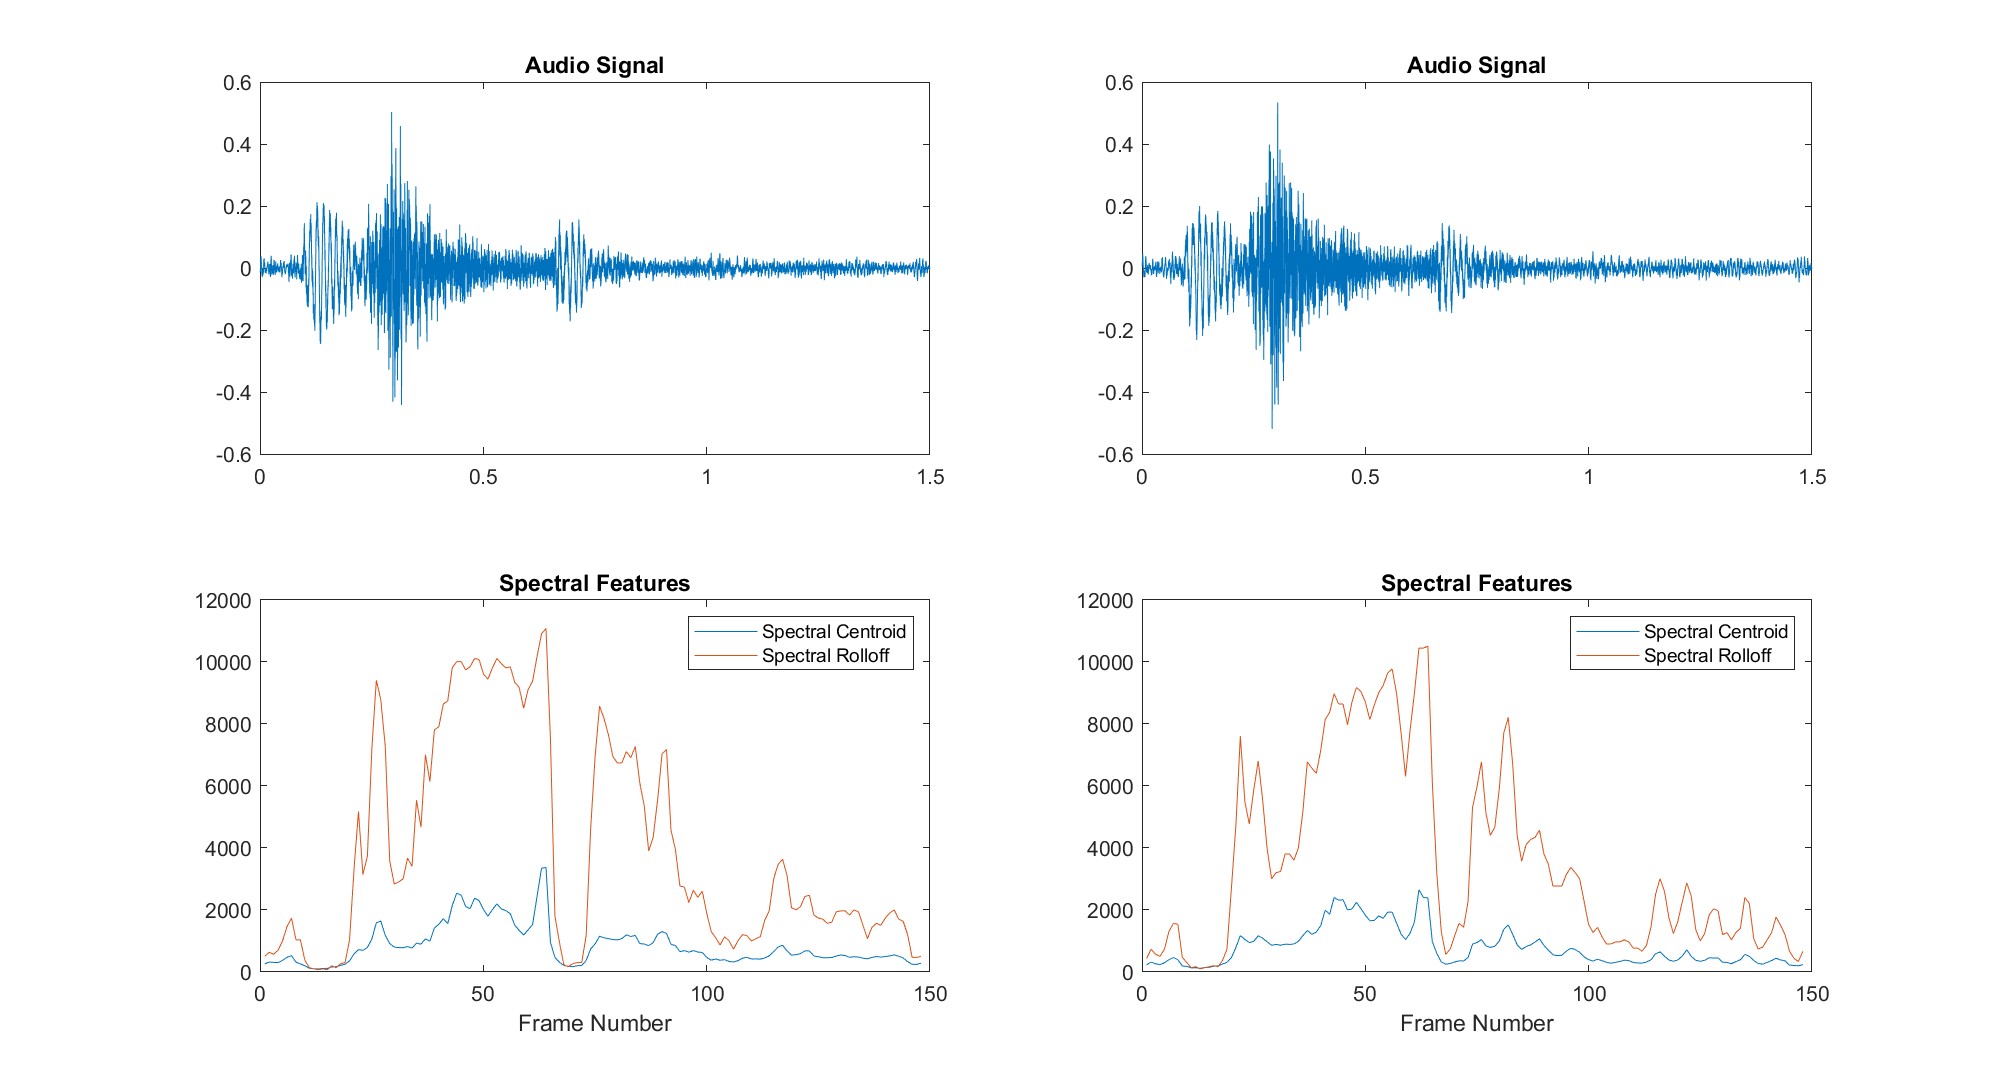 Audio Signal
0.6
0.4
0.2
0
-0.2
-0.4
-0.6
0 0.5 1 1.5
Audio Signal
0.6
0.4
0.2
0
-0.2
-0.4
-0.6
0 0.5 1 1.5
Spectral Features
12000
10000
8000
6000
4000
2000
0
Spectral Centroid
Spectral Rolloff
0 50 100 150
Frame Number
Spectral Features
12000
10000
8000
6000
4000
2000
0
Spectral Centroid
Spectral Rolloff
0 50 100 150
Frame Number